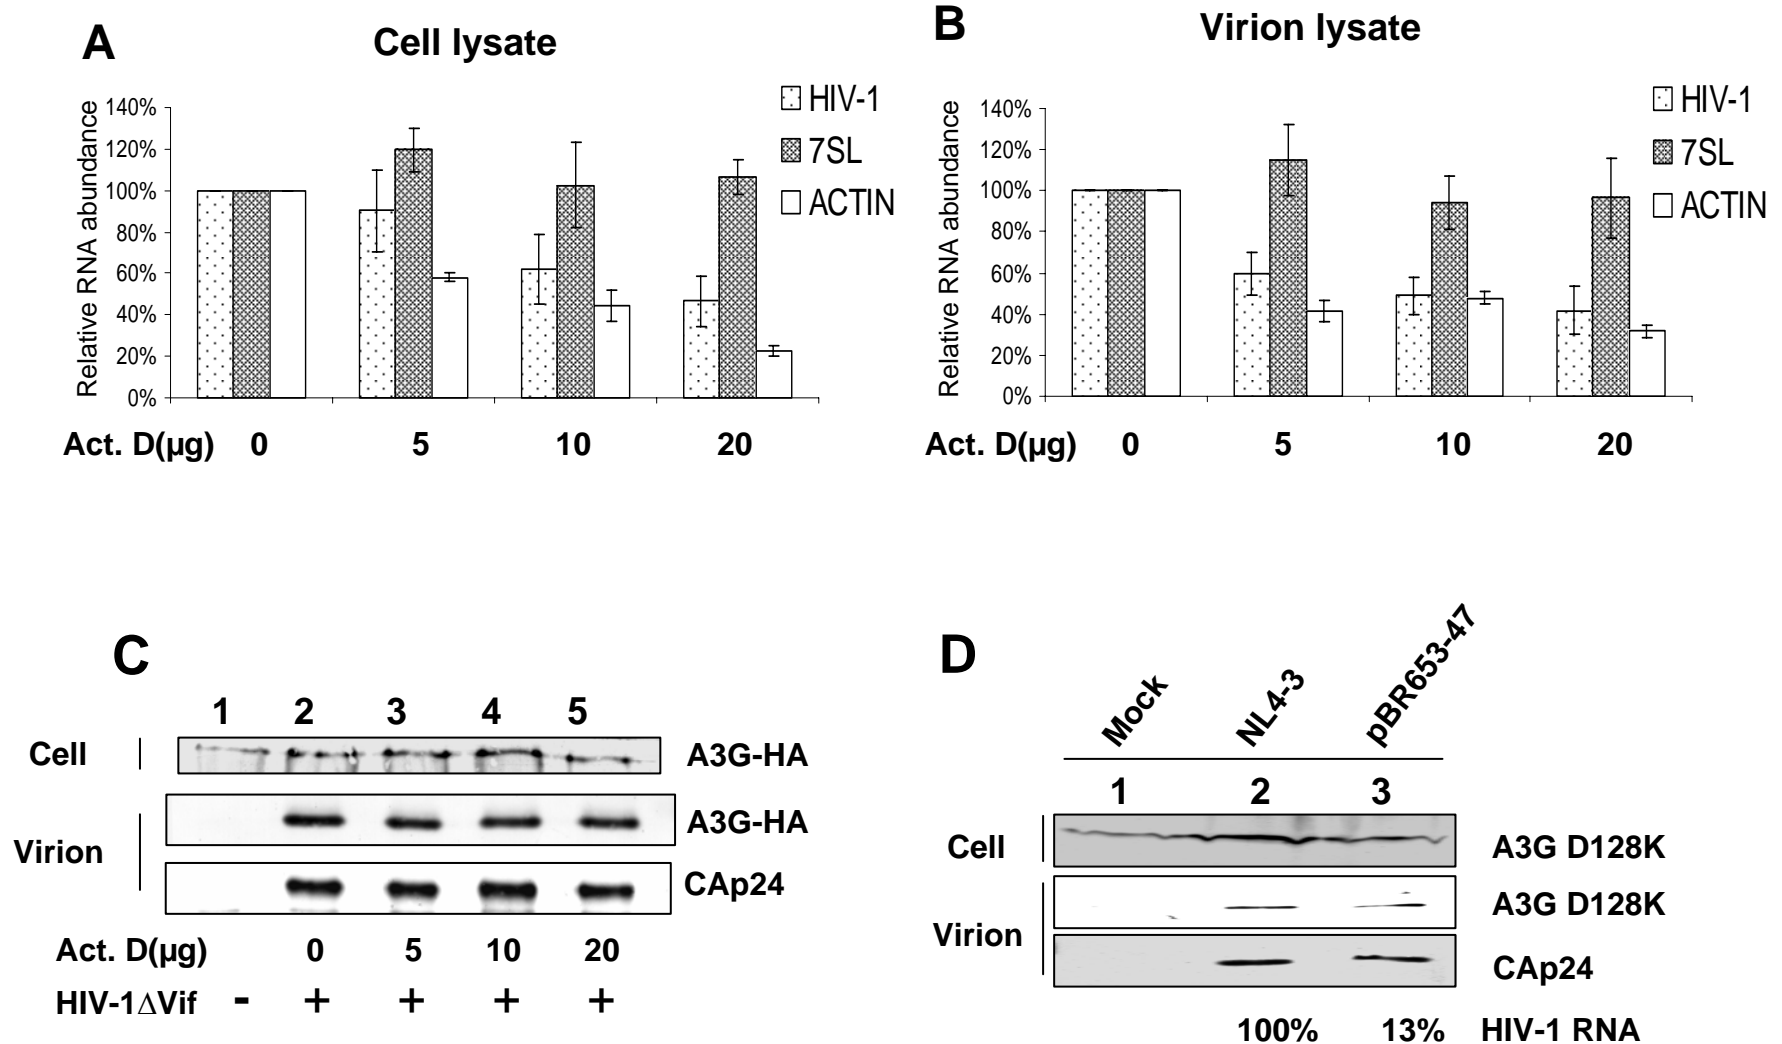 A
Cell lysate
Relative RNA abundance
140%
120%
100%
80%
60%
40%
20%
0%
HIV-1
7SL
ACTIN
Act. D(µg) 0 5 10 20
B
Virion lysate
Relative RNA abundance
140%
120%
100%
80%
60%
40%
20%
0%
HIV-1
7SL
ACTIN
Act. D(µg) 0 5 10 20
C
1 2 3 4 5
Cell A3G-HA
Virion
A3G-HA
CAp24
Act. D(µg) 0 5 10 20
HIV-1ΔVif - + + + +
D
Mock NL4-3 pBR653-47
1 2 3
Cell A3G D128K
Virion
A3G D128K
CAp24
100% 13% HIV-1 RNA